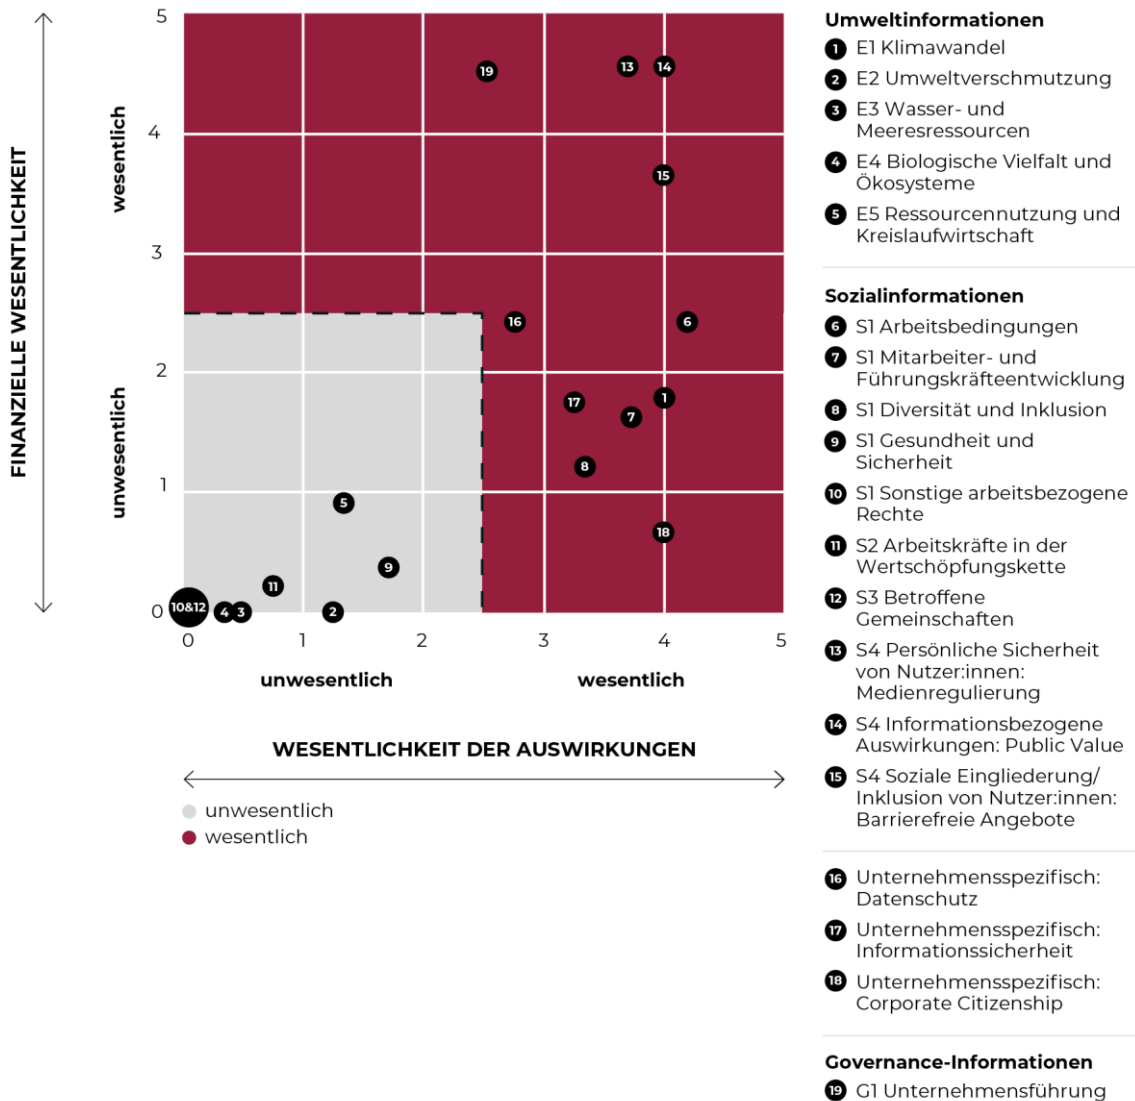 FINANZIELLE WESENTLICHKEIT
wesentlich
unwesentlich
5
4
3
2
1
0
19
13
14
15
16
6
17
7
1
8
18
5
9
11
10&12
4
3
2
0
1
2
3
4
5
unwesentlich
wesentlich
WESENTLICHKEIT DER AUSWIRKUNGEN
unwesentlich
wesentlich
Umweltinformationen
1 E1 Klimawandel
2 E2 Umweltverschmutzung
3 E3 Wasser- und
Meeresressourcen
4 E4 Biologische Vielfalt und
Ökosysteme
5 E5 Ressourcennutzung und
Kreislaufwirtschaft
Sozialinformationen
6 S1 Arbeitsbedingungen
7 S1 Mitarbeiter- und
Führungskräfteentwicklung
8 S1 Diversität und Inklusion
9 S1 Gesundheit und
Sicherheit
10 S1 Sonstige arbeitsbezogene
Rechte
11 S2 Arbeitskräfte in der
Wertschöpfungskette
12 S3 Betroffene
Gemeinschaften
13 S4 Persönliche Sicherheit
von Nutzer:innen:
Medienregulierung
14 S4 Informationsbezogene
Auswirkungen: Public Value
15 S4 Soziale Eingliederung/
Inklusion von Nutzer:innen:
Barrierefreie Angebote
16 Unternehmensspezifisch:
Datenschutz
17 Unternehmensspezifisch:
Informationssicherheit
18 Unternehmensspezifisch:
Corporate Citizenship
Governance-Informationen
19 G1 Unternehmensführung